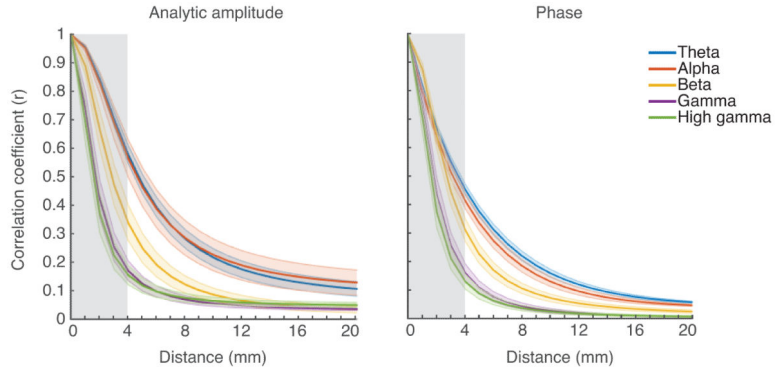 Analytic amplitude
Phase
Correlation coefficient (r)
1
0.9
0.8
0.7
0.6
0.5
0.4
0.3
0.2
0.1
0
0 4 8 12 16 20
Distance (mm)
0 4 8 12 16 20
Distance (mm)
Theta
Alpha
Beta
Gamma
High gamma